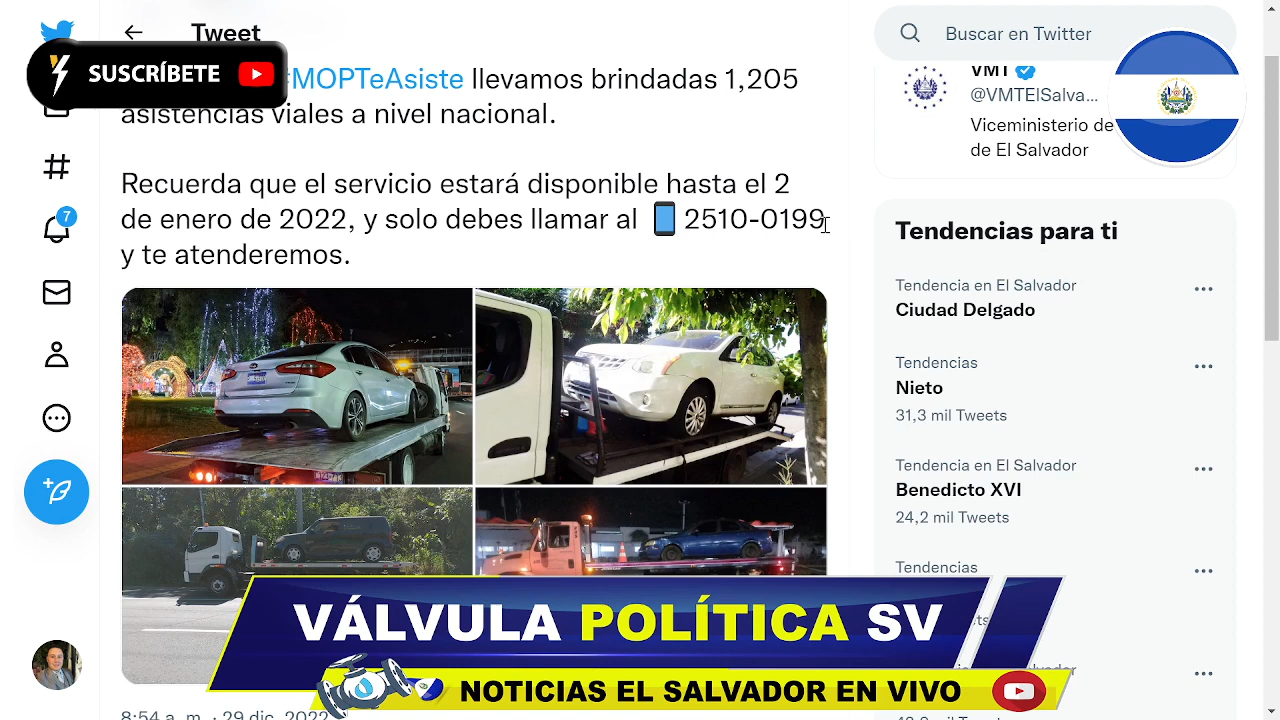 Tweet
SUSCRÍBETE
#MOPTeAsiste llevamos brindadas 1,205
asistencias viales a nivel nacional.
Recuerda que el servicio estará disponible hasta el 2
de enero de 2022, y solo debes llamar al 2510-0199
y te atenderemos.
8:54 a. m. · 29 dic. 2022
7
Buscar en Twitter
VMT
@VMTElSalva...
Viceministerio de
de El Salvador
Tendencias para ti
Tendencia en El Salvador
Ciudad Delgado
Tendencias
Nieto
31,3 mil Tweets
Tendencia en El Salvador
Benedicto XVI
24,2 mil Tweets
Tendencias
VÁLVULA POLÍTICA SV
NOTICIAS EL SALVADOR EN VIVO